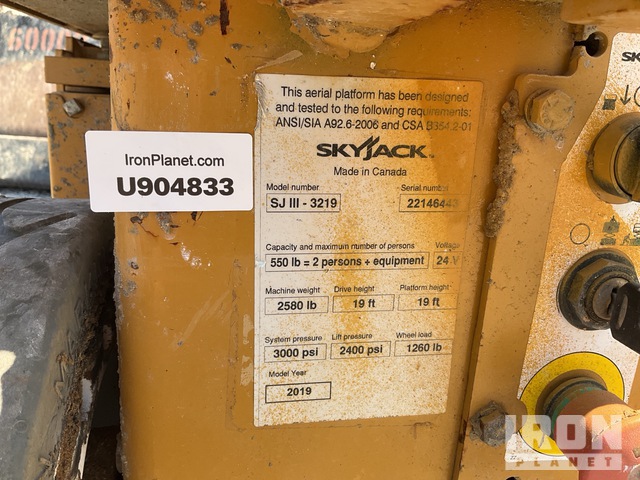 This aerial platform has been designed
and tested to the following requirements:
ANSI/SIA A92.6-2006 and CSA B354.2-01
SKYJACK
Made in Canada
IronPlanet.com
U904833
Model number Serial number
SJ III - 3219
Capacity and maximum number of persons Voltage
550 lb = 2 persons + equipment 24 V
Machine weight Drive height Platform height
2580 lb 19 ft 19 ft
System pressure Lift pressure Wheel load
3000 psi 2400 psi 1260 lb
Model Year
2019
SK
IRON
PLANET